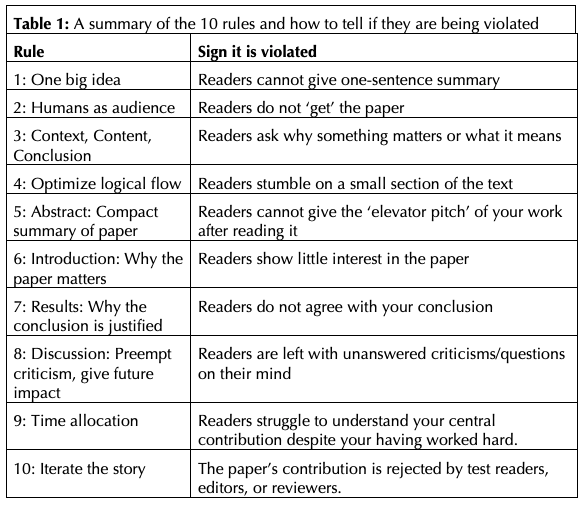 Table 1: A summary of the 10 rules and how to tell if they are being violated
Rule
Sign it is violated
1: One big idea
Readers cannot give one-sentence summary
2: Humans as audience
Readers do not ‘get’ the paper
3: Context, Content,
Conclusion
Readers ask why something matters or what it means
4: Optimize logical flow
Readers stumble on a small section of the text
5: Abstract: Compact
summary of paper
Readers cannot give the ‘elevator pitch’ of your work
after reading it
6: Introduction: Why the
paper matters
Readers show little interest in the paper
7: Results: Why the
conclusion is justified
Readers do not agree with your conclusion
8: Discussion: Preempt
criticism, give future
impact
Readers are left with unanswered criticisms/questions
on their mind
9: Time allocation
Readers struggle to understand your central
contribution despite your having worked hard.
10: Iterate the story
The paper’s contribution is rejected by test readers,
editors, or reviewers.